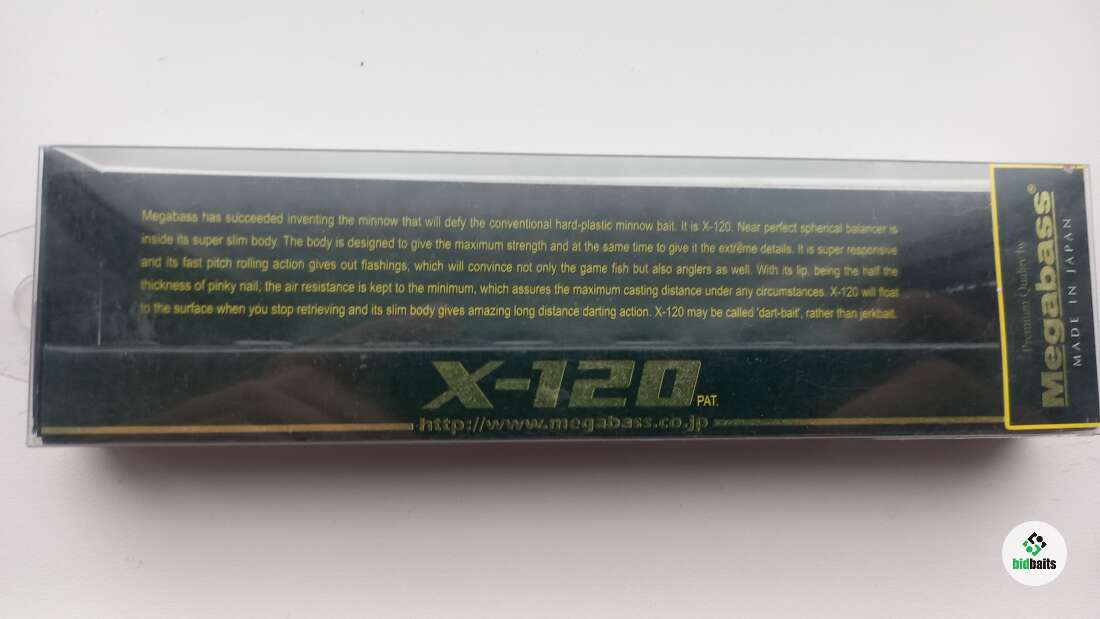 Megabass has succeeded inventing the minnow that will defy the conventional hard-plastic minnow bait. It is X-120. Near perfect spherical balancer is
inside its super slim body. The body is designed to give the maximum strength and at the same time to give it the extrême details. It is super responsive
and its fast pitch rolling action gives out flashings, which will convince not only the game fish but also anglers as well. With its lip, being the half the
thickness of pinky nail, the air resistance is kept to the minimum, which assures the maximum casting distance under any circumstances. X-120 will float
to the surface when you stop retrieving and its slim body gives amazing long distance darting action. X-120 may be called 'dart-bait', rather than jerkbait.
X-120 PAT.
http://www.megabass.co.jp
Premium Quality by
Megabass®
MADE IN JAPAN
bidbaits